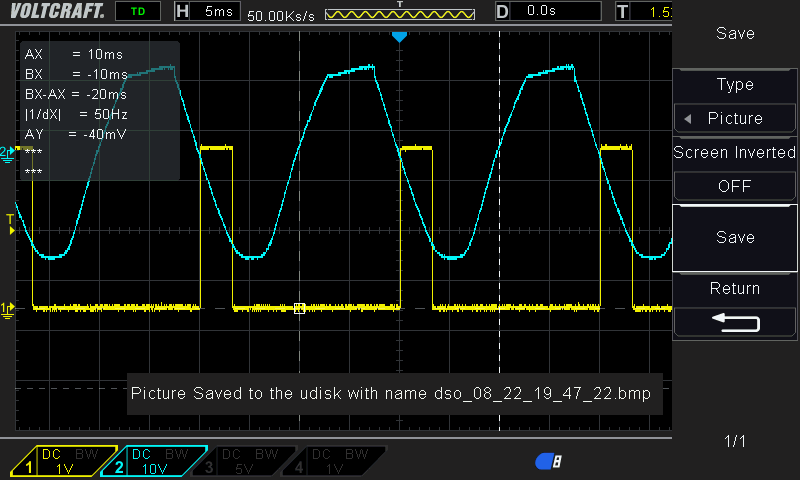 VOLTCRAFT. TD H 5ms 50.00Ks/s T D 0.0s T 1.5
Save
AX = 10ms
BX = -10ms
BX-AX = -20ms
|1/dX| = 50Hz
AY = -40mV
***
***
Type
Picture
Screen Inverted
OFF
Save
Return
2
T
1
Picture Saved to the udisk with name dso_08_22_19_47_22.bmp
1/1
1 DC BW 1V
2 DC BW 10V
3 DC BW 5V
4 DC BW 1V